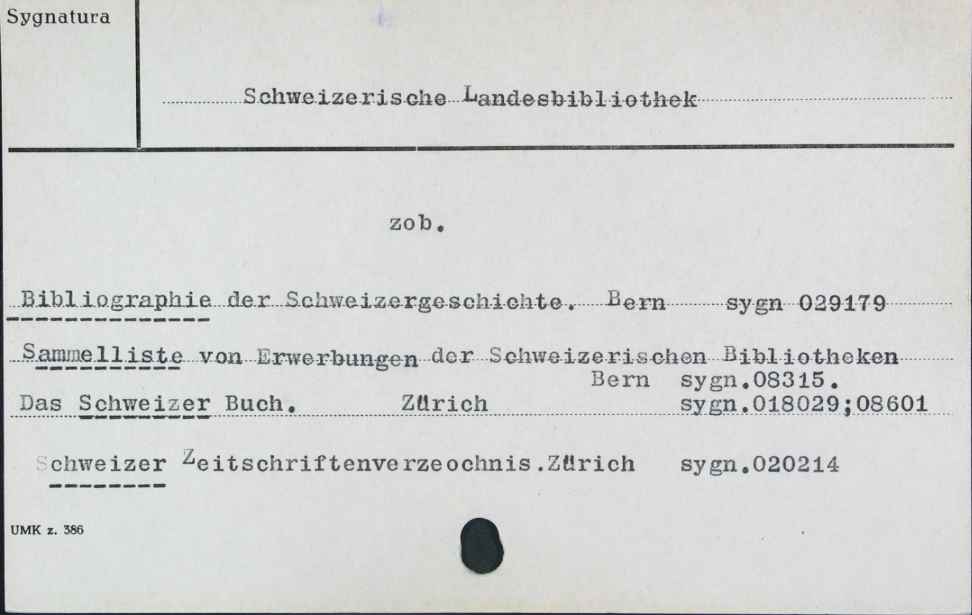 Sygnatura
Schweizerische Landesbibliothek
zob.
Bibliographie der Schweizergeschichte. Bern sygn 029179
Sammelliste von Erwerbungen der Schweizerischen Bibliotheken
Bern sygn.08315.
Das Schweizer Buch. Zürich sygn.018029;08601
Schweizer Zeitschriftenverzeochnis.Zürich sygn.020214
UMK z. 386